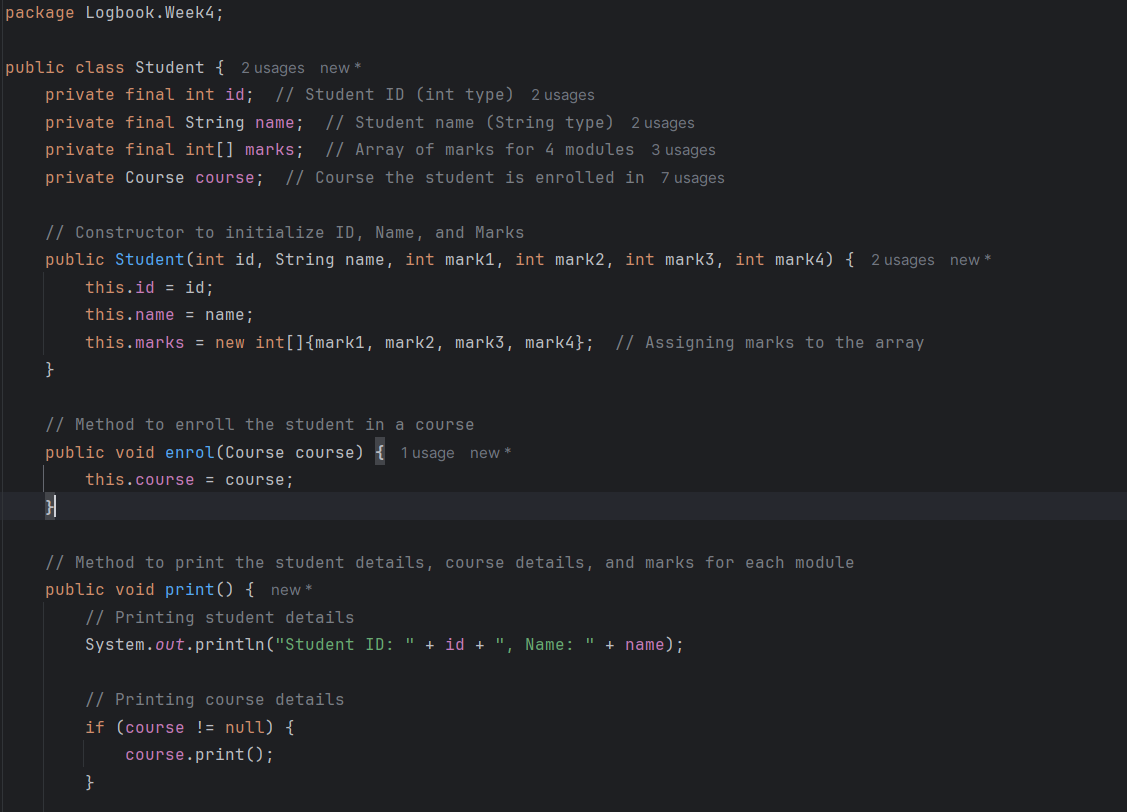 package Logbook.Week4;
public class Student { 2 usages new *
private final int id; // Student ID (int type) 2 usages
private final String name; // Student name (String type) 2 usages
private final int[] marks; // Array of marks for 4 modules 3 usages
private Course course; // Course the student is enrolled in 7 usages
// Constructor to initialize ID, Name, and Marks
public Student(int id, String name, int mark1, int mark2, int mark3, int mark4) { 2 usages new *
this.id = id;
this.name = name;
this.marks = new int[]{mark1, mark2, mark3, mark4}; // Assigning marks to the array
}
// Method to enroll the student in a course
public void enrol(Course course) { 1 usage new *
this.course = course;
}
// Method to print the student details, course details, and marks for each module
public void print() { new *
// Printing student details
System.out.println("Student ID: " + id + ", Name: " + name);
// Printing course details
if (course != null) {
course.print();
}